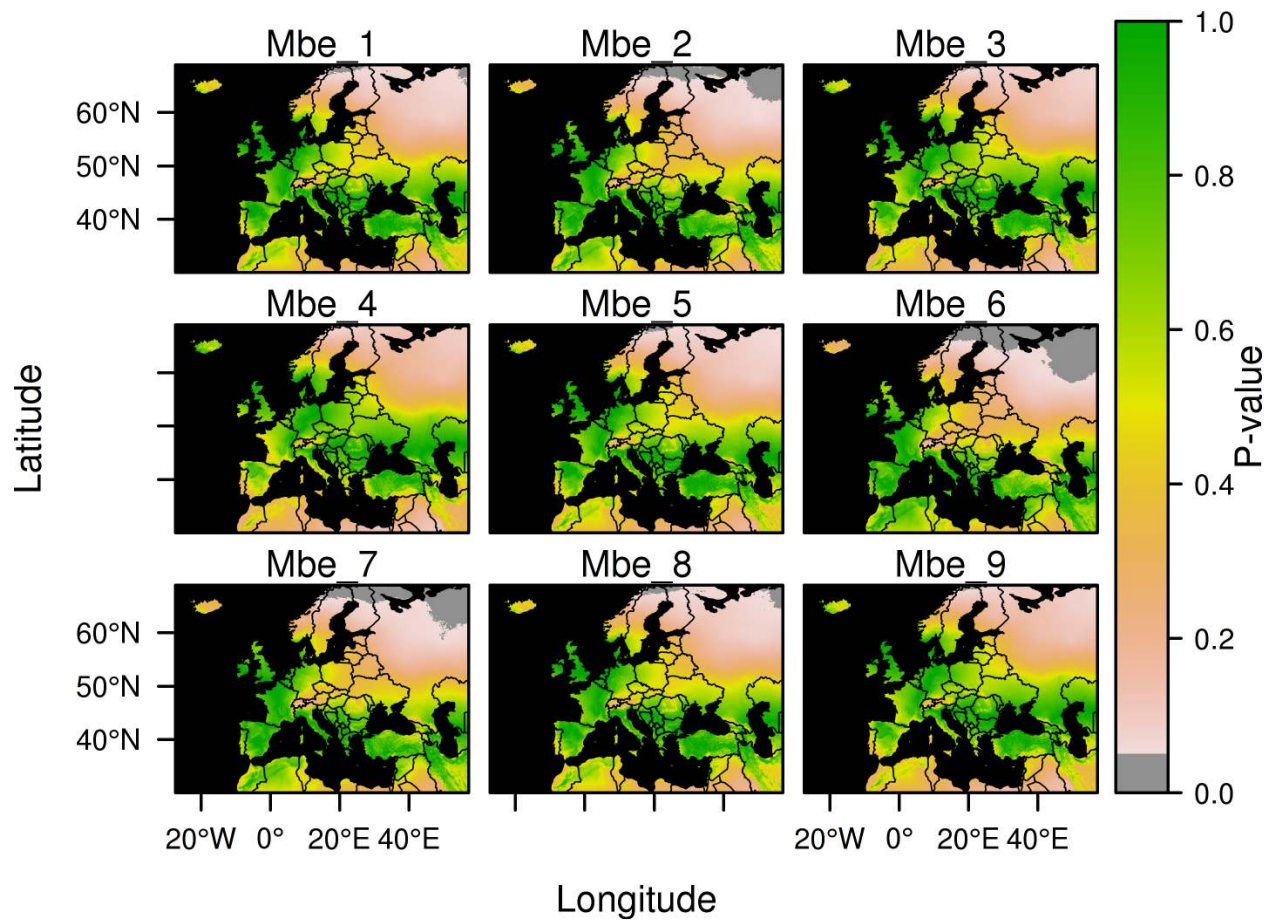 Mbe_1 Mbe_2 Mbe_3
60°N
50°N
40°N
Mbe_4 Mbe_5 Mbe_6
Mbe_7 Mbe_8 Mbe_9
60°N
50°N
40°N
20°W 0° 20°E 40°E 20°W 0° 20°E 40°E
Latitude
Longitude
1.0
0.8
0.6
0.4
0.2
0.0
P-value